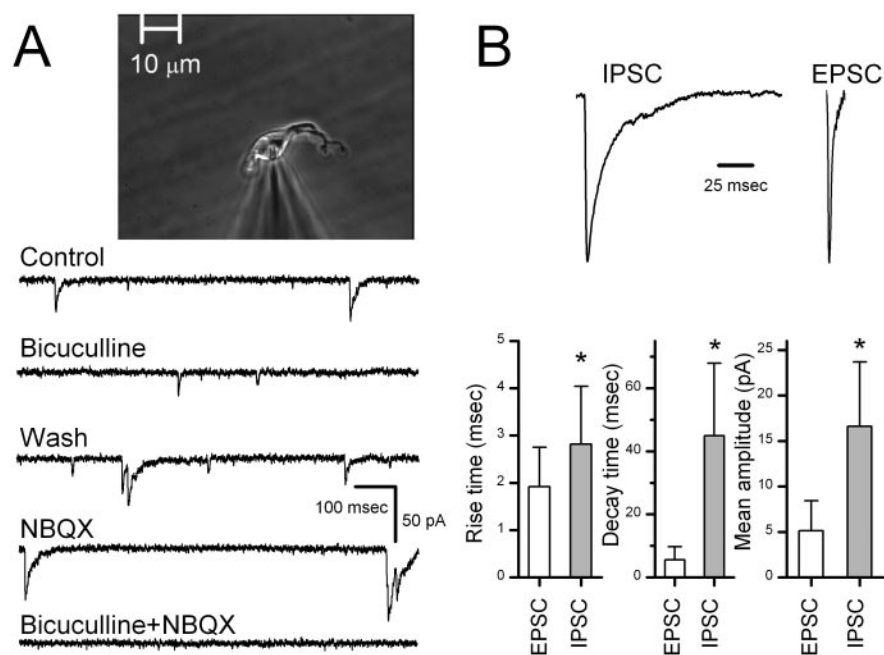 A
10 μm
Control
Bicuculline
Wash
100 msec
50 pA
NBQX
Bicuculline+NBQX
B
IPSC
EPSC
25 msec
Rise time (msec)
5
4
3
2
1
0
*
EPSC
IPSC
Decay time (msec)
60
40
20
0
*
EPSC
IPSC
Mean amplitude (pA)
25
20
15
10
5
0
*
EPSC
IPSC